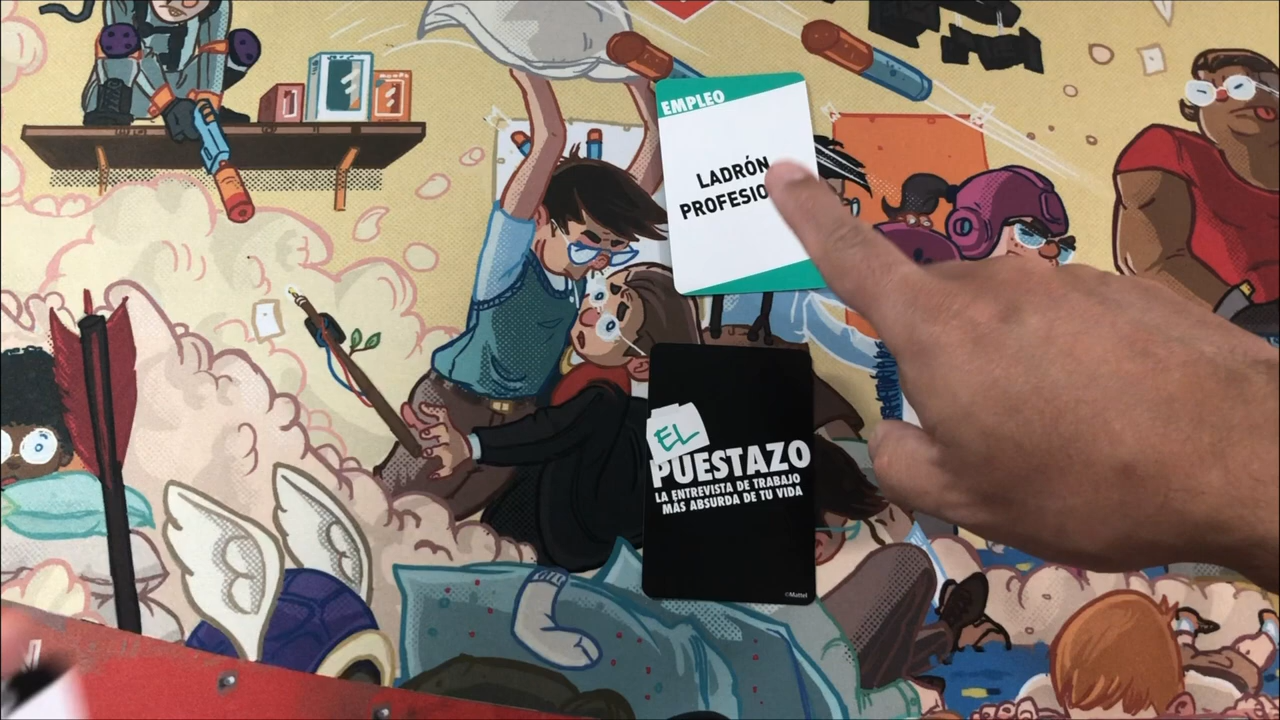 EMPLEO
LADRÓN
EL
PUESTAZO
LA ENTREVISTA DE TRABAJO
MÁS ABSURDA DE TU VIDA
©Mattel